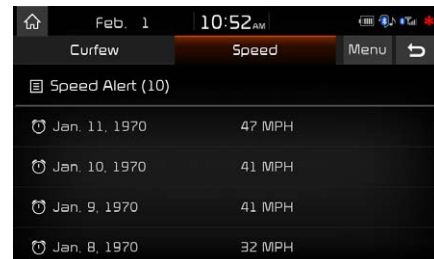 Feb. 1 10:52AM
Curfew Speed Menu
Speed Alert (10)
Jan. 11, 1970 47 MPH
Jan. 10, 1970 41 MPH
Jan. 9, 1970 41 MPH
Jan. 8, 1970 32 MPH